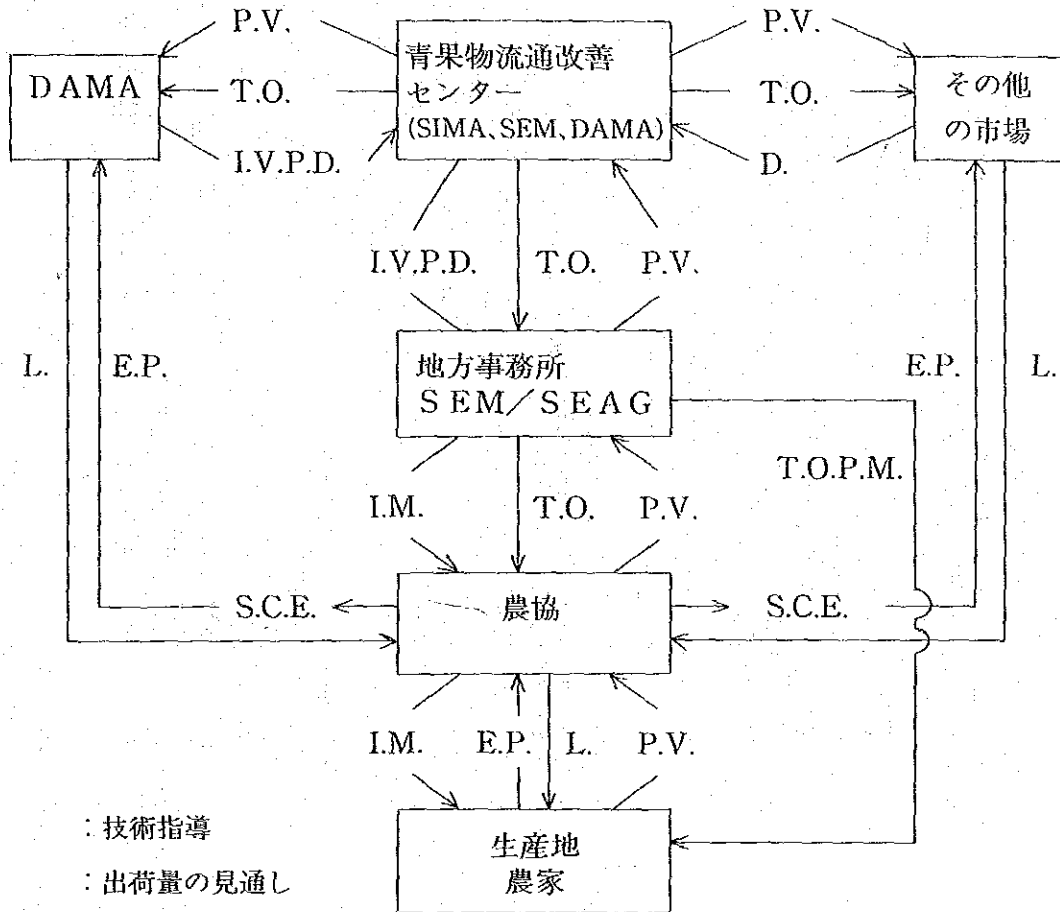 P.V.
青果物流通改善
P.V.
DAMA
T.O.
センター
T.O.
その他
(SIMA、SEM、DAMA)
の市場
I.V.P.D.
D.
I.V.P.D.
T.O.
P.V.
L.
E.P.
地方事務所
E.P.
L.
SEM/SEAG
T.O.P.M.
I.M.
T.O.
P.V.
S.C.E.
農協
S.C.E.
I.M.
E.P.
L.
P.V.
:技術指導
生産地
:出荷量の見通し
農家